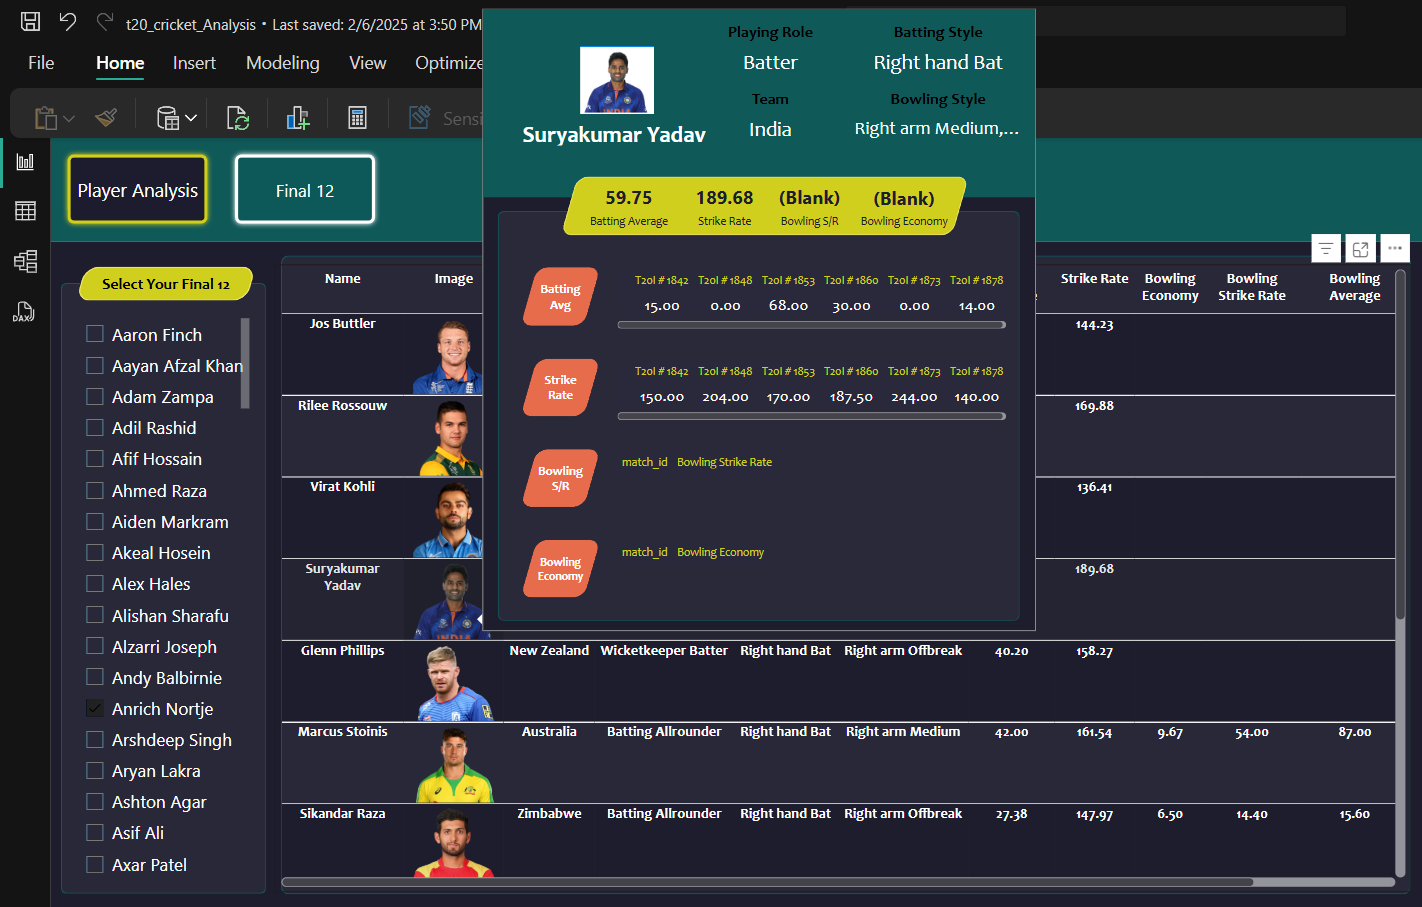 t20_cricket_Analysis • Last saved: 2/6/2025 at 3:50 PM
File Home Insert Modeling View Optimize
Sensi
Player Analysis
Final 12
Select Your Final 12
Aaron Finch
Aayan Afzal Khan
Adam Zampa
Adil Rashid
Afif Hossain
Ahmed Raza
Aiden Markram
Akeal Hosein
Alex Hales
Alishan Sharafu
Alzarri Joseph
Andy Balbirnie
Anrich Nortje
Arshdeep Singh
Aryan Lakra
Ashton Agar
Asif Ali
Axar Patel
Playing Role
Batter
Batting Style
Right hand Bat
Team
India
Bowling Style
Right arm Medium,...
Suryakumar Yadav
59.75 189.68 (Blank) (Blank)
Batting Average Strike Rate Bowling S/R Bowling Economy
Batting
Avg
T20I # 1842 T20I # 1848 T20I # 1853 T20I # 1860 T20I # 1873 T20I # 1878
15.00 0.00 68.00 30.00 0.00 14.00
Strike
Rate
T20I # 1842 T20I # 1848 T20I # 1853 T20I # 1860 T20I # 1873 T20I # 1878
150.00 204.00 170.00 187.50 244.00 140.00
Bowling
S/R
match_id Bowling Strike Rate
Bowling
Economy
match_id Bowling Economy
Name Image Strike Rate Bowling Bowling Bowling
Economy Strike Rate Average
Jos Buttler 144.23
Rilee Rossouw 169.88
Virat Kohli 136.41
Suryakumar 189.68
Yadav
INDIA
Glenn Phillips New Zealand Wicketkeeper Batter Right hand Bat Right arm Offbreak 40.20 158.27
Marcus Stoinis Australia Batting Allrounder Right hand Bat Right arm Medium 42.00 161.54 9.67 54.00 87.00
Sikandar Raza Zimbabwe Batting Allrounder Right hand Bat Right arm Offbreak 27.38 147.97 6.50 14.40 15.60
DAX